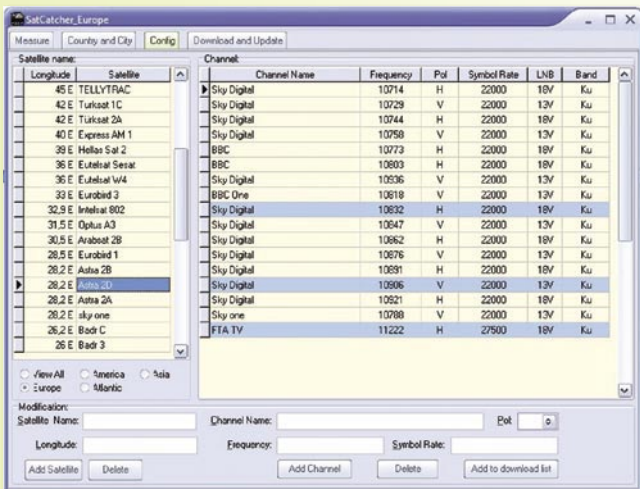 SatCatcher_Europe
Measure Country and City Config Download and Update
Satellite name:
Longitude Satellite
45 E TELLYTRAC
42 E Turksat 1C
42 E Türksat 2A
40 E Express AM 1
39 E Hellas Sat 2
36 E Eutelsat Sesat
36 E Eutelsat W4
33 E Eurobird 3
32,9 E Intelsat 802
31,5 E Optus A3
30,5 E Arabsat 2B
28,5 E Eurobird 1
28,2 E Astra 2B
28,2 E Astra 2D
28,2 E Astra 2A
28,2 E sky one
26,2 E Badr C
26 E Badr 3
View All America Asia
Europe Atlantic
Channel:
Channel Name Frequency Pol Symbol Rate LNB Band
Sky Digital 10714 H 22000 18V Ku
Sky Digital 10729 V 22000 13V Ku
Sky Digital 10744 H 22000 18V Ku
Sky Digital 10758 V 22000 13V Ku
BBC 10773 H 22000 18V Ku
BBC 10803 H 22000 18V Ku
Sky Digital 10936 V 22000 13V Ku
BBC One 10818 V 22000 13V Ku
Sky Digital 10832 H 22000 18V Ku
Sky Digital 10847 V 22000 13V Ku
Sky Digital 10862 H 22000 18V Ku
Sky Digital 10876 V 22000 13V Ku
Sky Digital 10891 H 22000 18V Ku
Sky Digital 10906 V 22000 13V Ku
Sky Digital 10921 H 22000 18V Ku
Sky one 10788 V 22000 13V Ku
FTA TV 11222 H 27500 18V Ku
Modification:
Satellite Name: Channel Name: Pol:
Longitude: Frequency: Symbol Rate:
Add Satellite Delete Add Channel Delete Add to download list